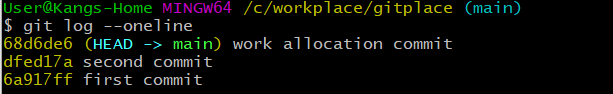 User@Kangs-Home MINGW64 /c/workplace/gitplace (main)
$ git log --oneline
68d6de6 (HEAD -> main) work allocation commit
dfed17a second commit
6a917ff first commit